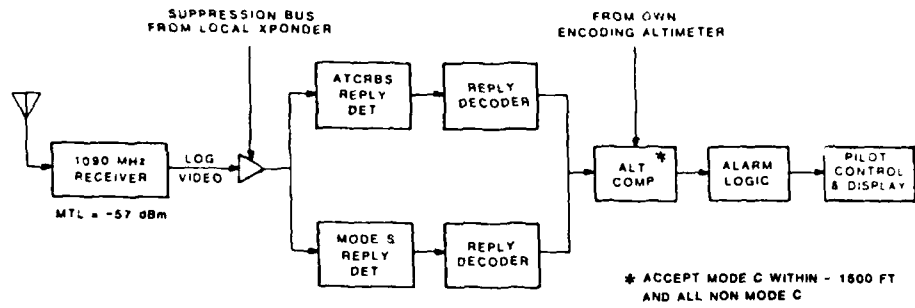 SUPPRESSION BUS
FROM LOCAL XPONDER
FROM OWN
ENCODING ALTIMETER
ATCRBS
REPLY
DET
REPLY
DECODER
1090 MHz
RECEIVER
LOG
VIDEO
MTL = -57 dBm
ALT
COMP
*
ALARM
LOGIC
PILOT
CONTROL
& DISPLAY
MODE S
REPLY
DET
REPLY
DECODER
* ACCEPT MODE C WITHIN ~ 1500 FT
AND ALL NON MODE C